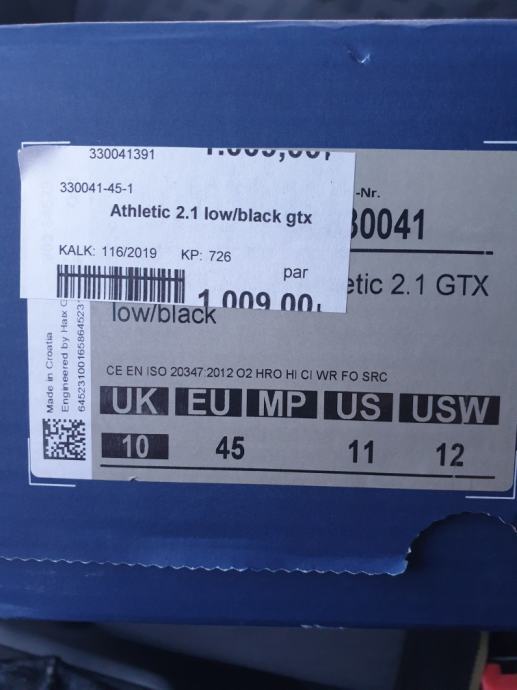 330041391
330041-45-1
Athletic 2.1 low/black gtx
KALK: 116/2019 KP: 726
par
1.009,00
-Nr.
30041
etic 2.1 GTX
low/black
CE EN ISO 20347:2012 O2 HRO HI CI WR FO SRC
UK EU MP US USW
10 45 11 12
Made in Croatia
Engineered by Haix G